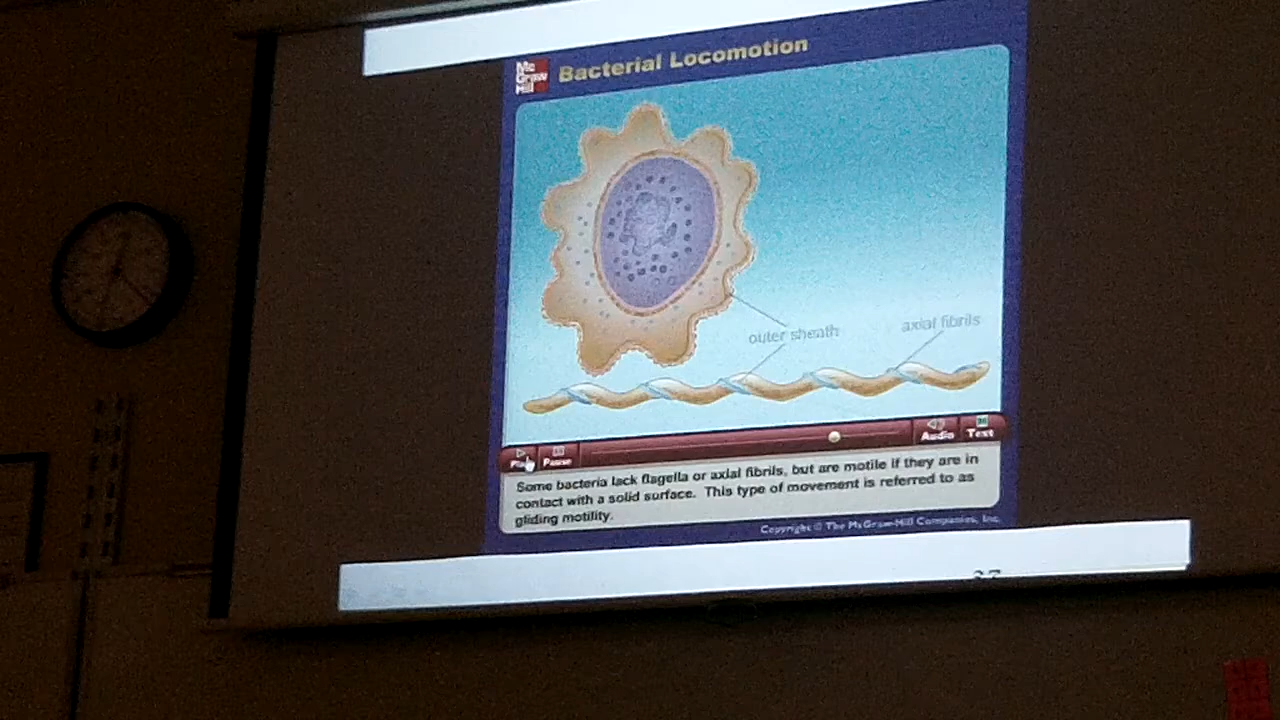 Mc
Graw
Hill
Bacterial Locomotion
outer sheath
axial fibrils
Play
Pause
Audio
Text
Some bacteria lack flagella or axial fibrils, but are motile if they are in
contact with a solid surface. This type of movement is referred to as
gliding motility.
Copyright © The McGraw-Hill Companies, Inc.